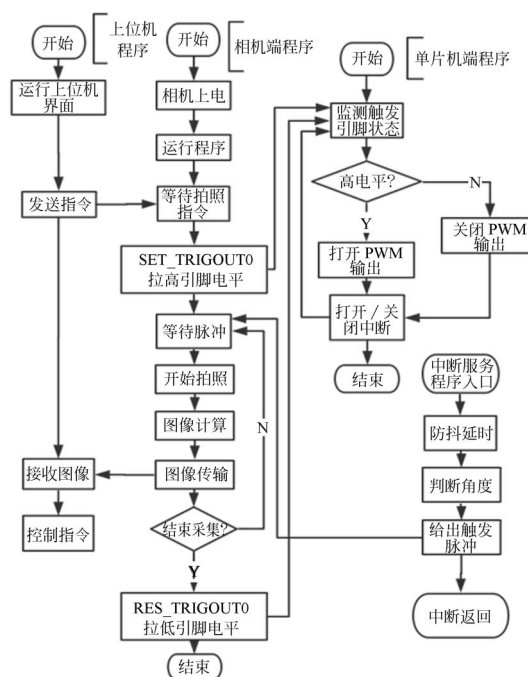 开始
上位机
程序
运行上位机
界面
发送指令
接收图像
控制指令
开始
相机端程序
相机上电
运行程序
等待拍照
指令
SET_TRIGOUT0
拉高引脚电平
等待脉冲
开始拍照
图像计算
图像传输
结束采集?
N
Y
RES_TRIGOUT0
拉低引脚电平
结束
开始
单片机端程序
监测触发
引脚状态
高电平?
N
Y
打开 PWM
输出
关闭 PWM
输出
打开 / 关
闭中断
结束
中断服务
程序入口
防抖延时
判断角度
给出触发
脉冲
中断返回